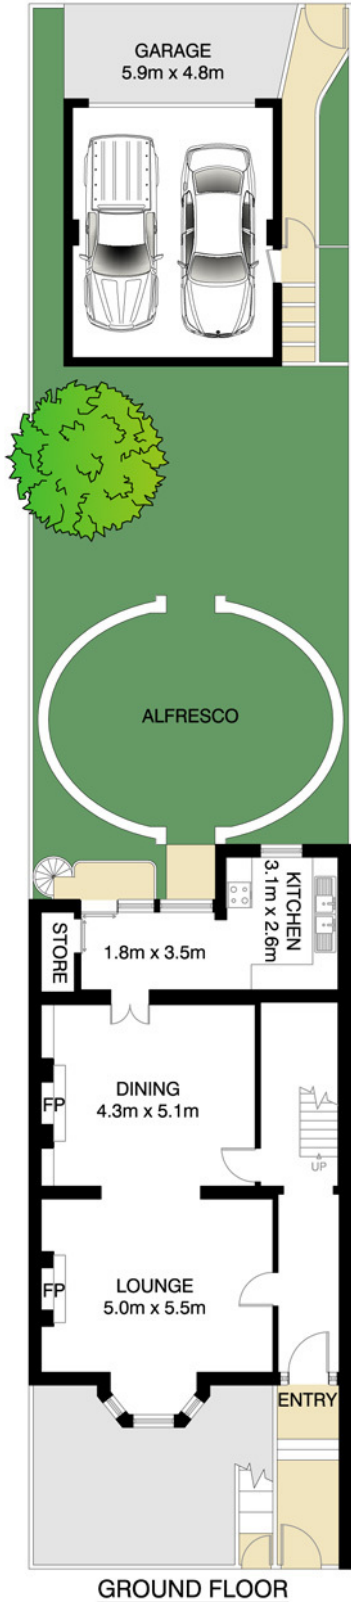 GARAGE
5.9m x 4.8m
ALFRESCO
KITCHEN
3.1m x 2.6m
STORE
1.8m x 3.5m
DINING
4.3m x 5.1m
FP
UP
LOUNGE
5.0m x 5.5m
FP
ENTRY
GROUND FLOOR